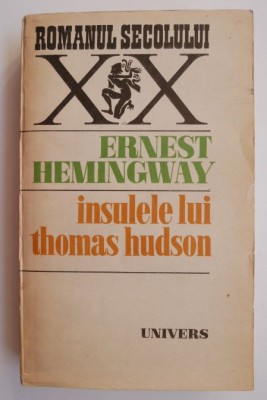 ROMANUL SECOLULUI
XX
ERNEST
HEMINGWAY
insulele lui
thomas hudson
UNIVERS